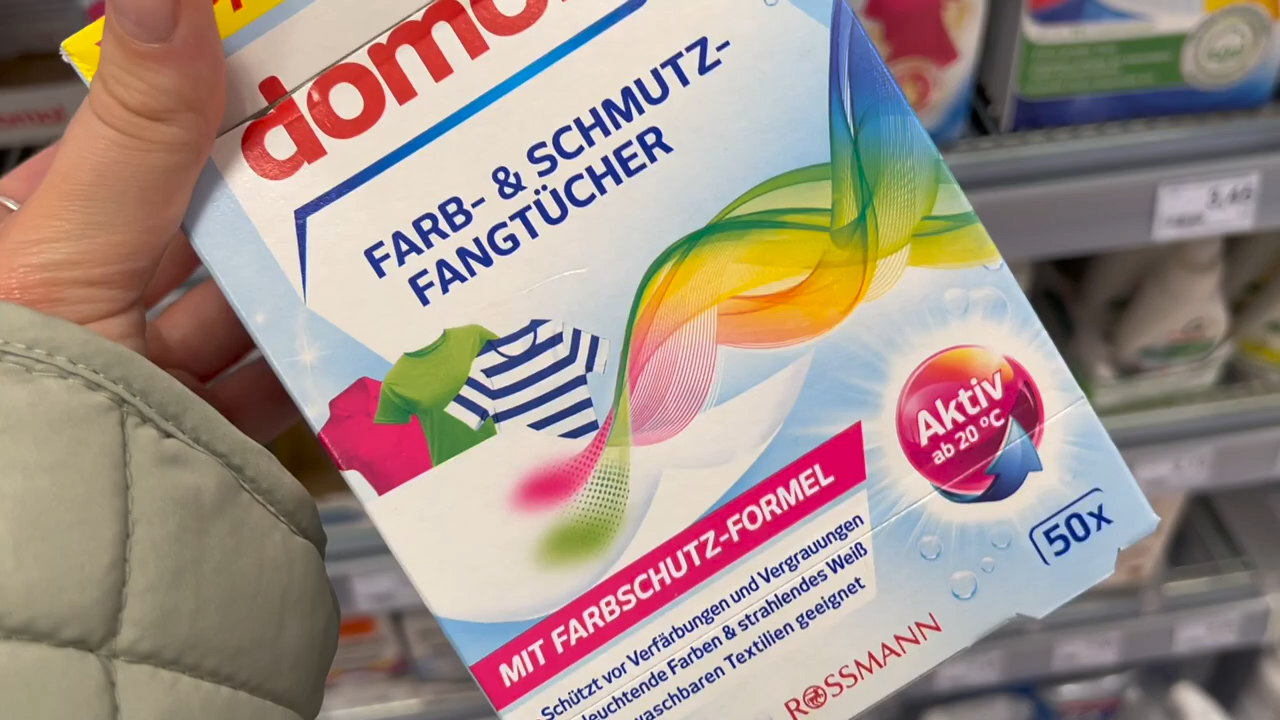 domol
FARB- & SCHMUTZ-
FANGTÜCHER
Aktiv
ab 20 °C
50x
MIT FARBSCHUTZ-FORMEL
Schützt vor Verfärbungen und Vergrauungen
leuchtende Farben & strahlendes Weiß
waschbaren Textilien geeignet
ROSSMANN